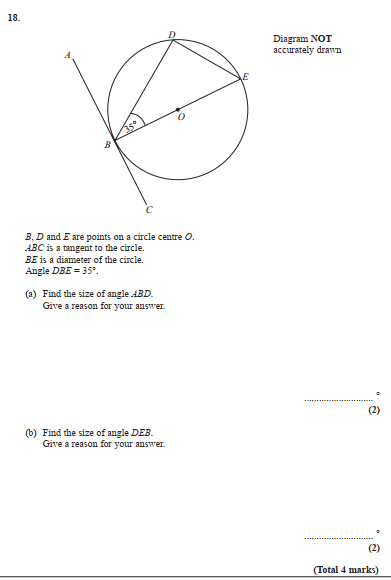 18.
D
Diagram NOT
accurately drawn
A
E
O
35°
B
C
B, D and E are points on a circle centre O.
ABC is a tangent to the circle.
BE is a diameter of the circle.
Angle DBE = 35°.
(a) Find the size of angle ABD.
Give a reason for your answer.
.............................. °
(2)
(b) Find the size of angle DEB.
Give a reason for your answer.
.............................. °
(2)
(Total 4 marks)